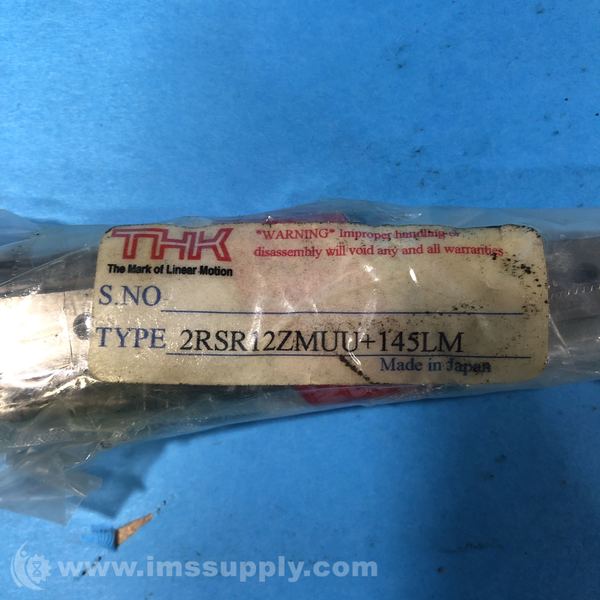 THK
The Mark of Linear Motion
*WARNING* Improper handling or
disassembly will void any and all warranties
S.NO
TYPE 2RSR12ZMUU+145LM
Made in Japan
www.imssupply.com